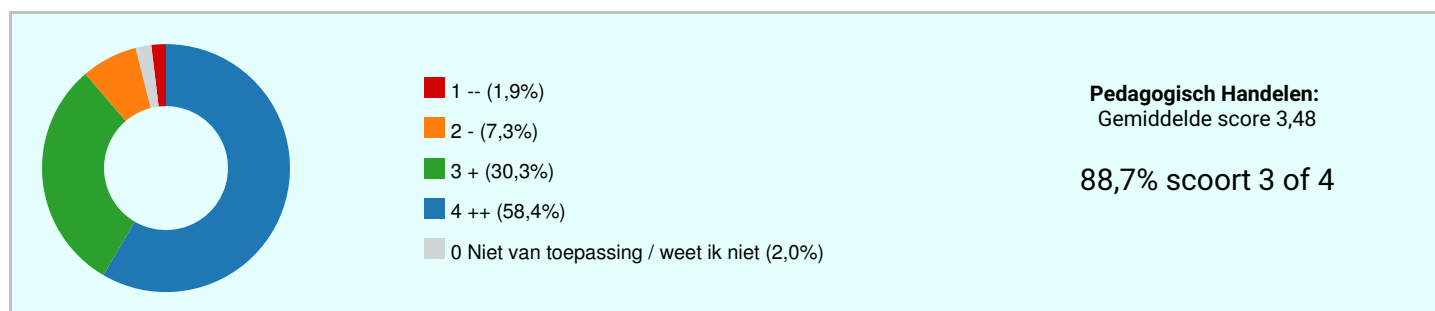 1 -- (1,9%)
2 - (7,3%)
3 + (30,3%)
4 ++ (58,4%)
0 Niet van toepassing / weet ik niet (2,0%)
Pedagogisch Handelen:
Gemiddelde score 3,48
88,7% scoort 3 of 4